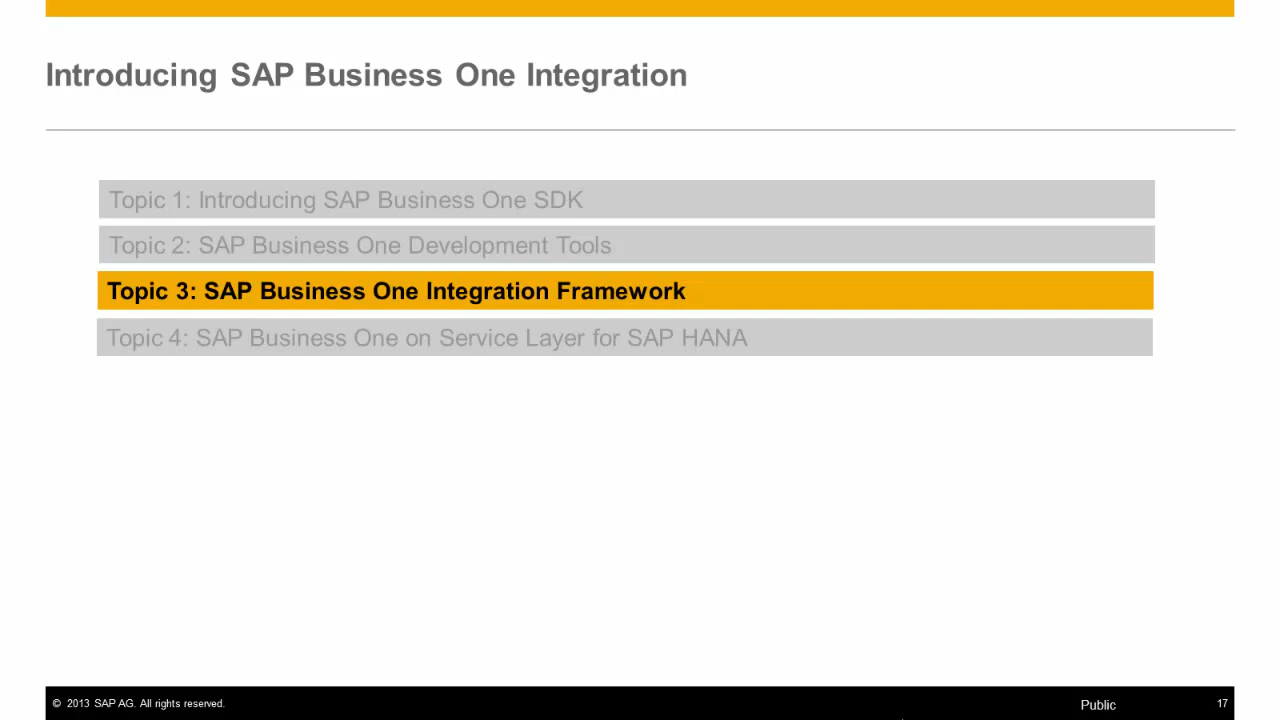 Introducing SAP Business One Integration
Topic 1: Introducing SAP Business One SDK
Topic 2: SAP Business One Development Tools
Topic 3: SAP Business One Integration Framework
Topic 4: SAP Business One on Service Layer for SAP HANA
© 2013 SAP AG. All rights reserved.
Public
17